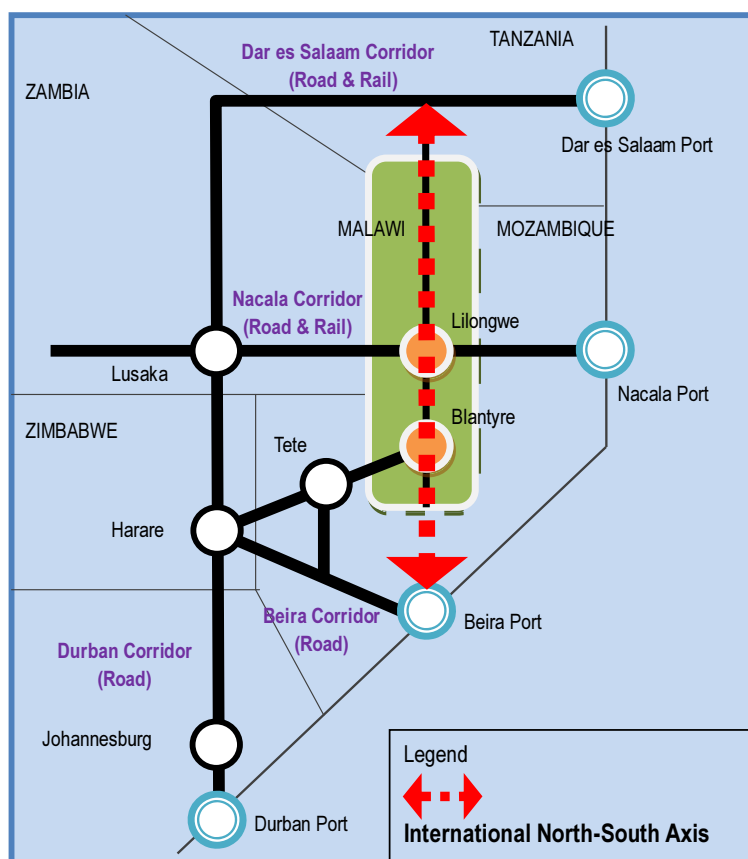 TANZANIA
Dar es Salaam Corridor
(Road & Rail)
ZAMBIA
Dar es Salaam Port
MALAWI
MOZAMBIQUE
Nacala Corridor
(Road & Rail)
Lilongwe
Lusaka
Nacala Port
Blantyre
ZIMBABWE
Tete
Harare
Beira Corridor
(Road)
Beira Port
Durban Corridor
(Road)
Johannesburg
Durban Port
Legend
International North-South Axis